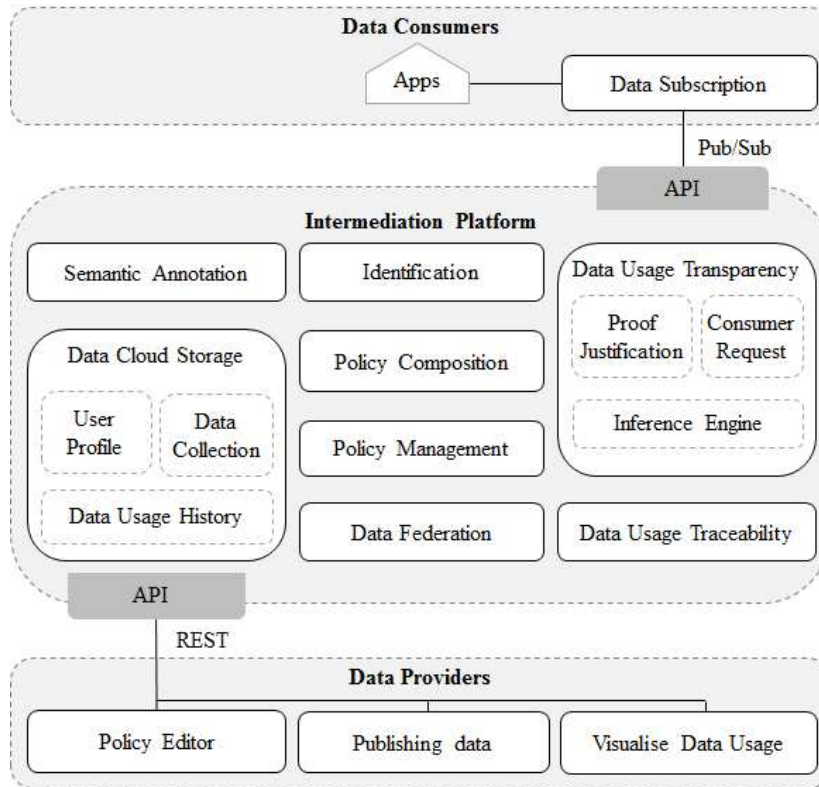 Data Consumers
Apps
Data Subscription
Pub/Sub
API
Intermediation Platform
Semantic Annotation
Identification
Data Usage Transparency
Proof
Justification
Consumer
Request
Inference Engine
Data Cloud Storage
User
Profile
Data
Collection
Data Usage History
Policy Composition
Policy Management
Data Federation
Data Usage Traceability
API
REST
Data Providers
Policy Editor
Publishing data
Visualise Data Usage